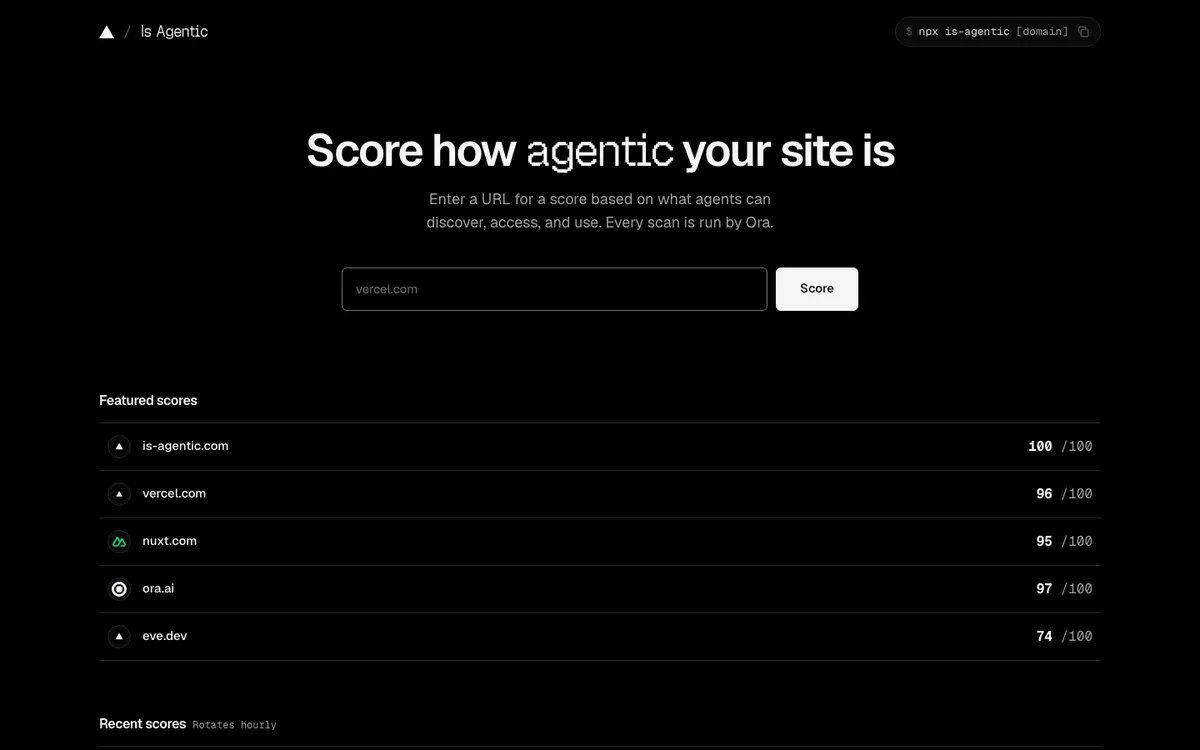 / Is Agentic
$ npx is-agentic [domain]
Score how agentic your site is
Enter a URL for a score based on what agents can
discover, access, and use. Every scan is run by Ora.
vercel.com
Score
Featured scores
is-agentic.com 100 /100
vercel.com 96 /100
nuxt.com 95 /100
ora.ai 97 /100
eve.dev 74 /100
Recent scores Rotates hourly